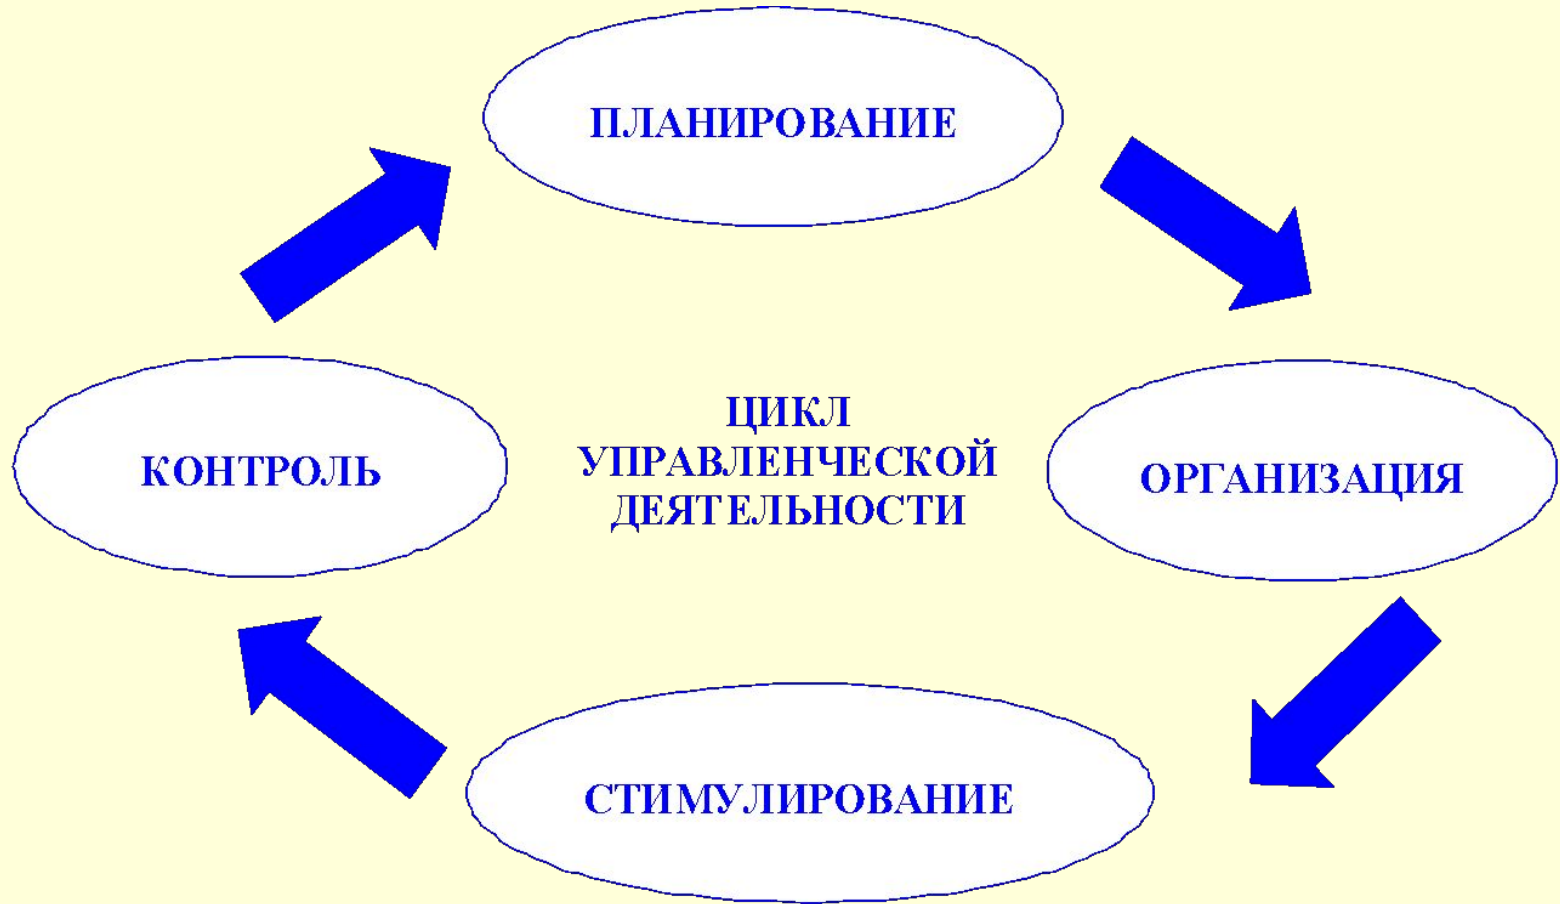 ПЛАНИРОВАНИЕ
ЦИКЛ
УПРАВЛЕНЧЕСКОЙ
ДЕЯТЕЛЬНОСТИ
КОНТРОЛЬ
ОРГАНИЗАЦИЯ
СТИМУЛИРОВАНИЕ